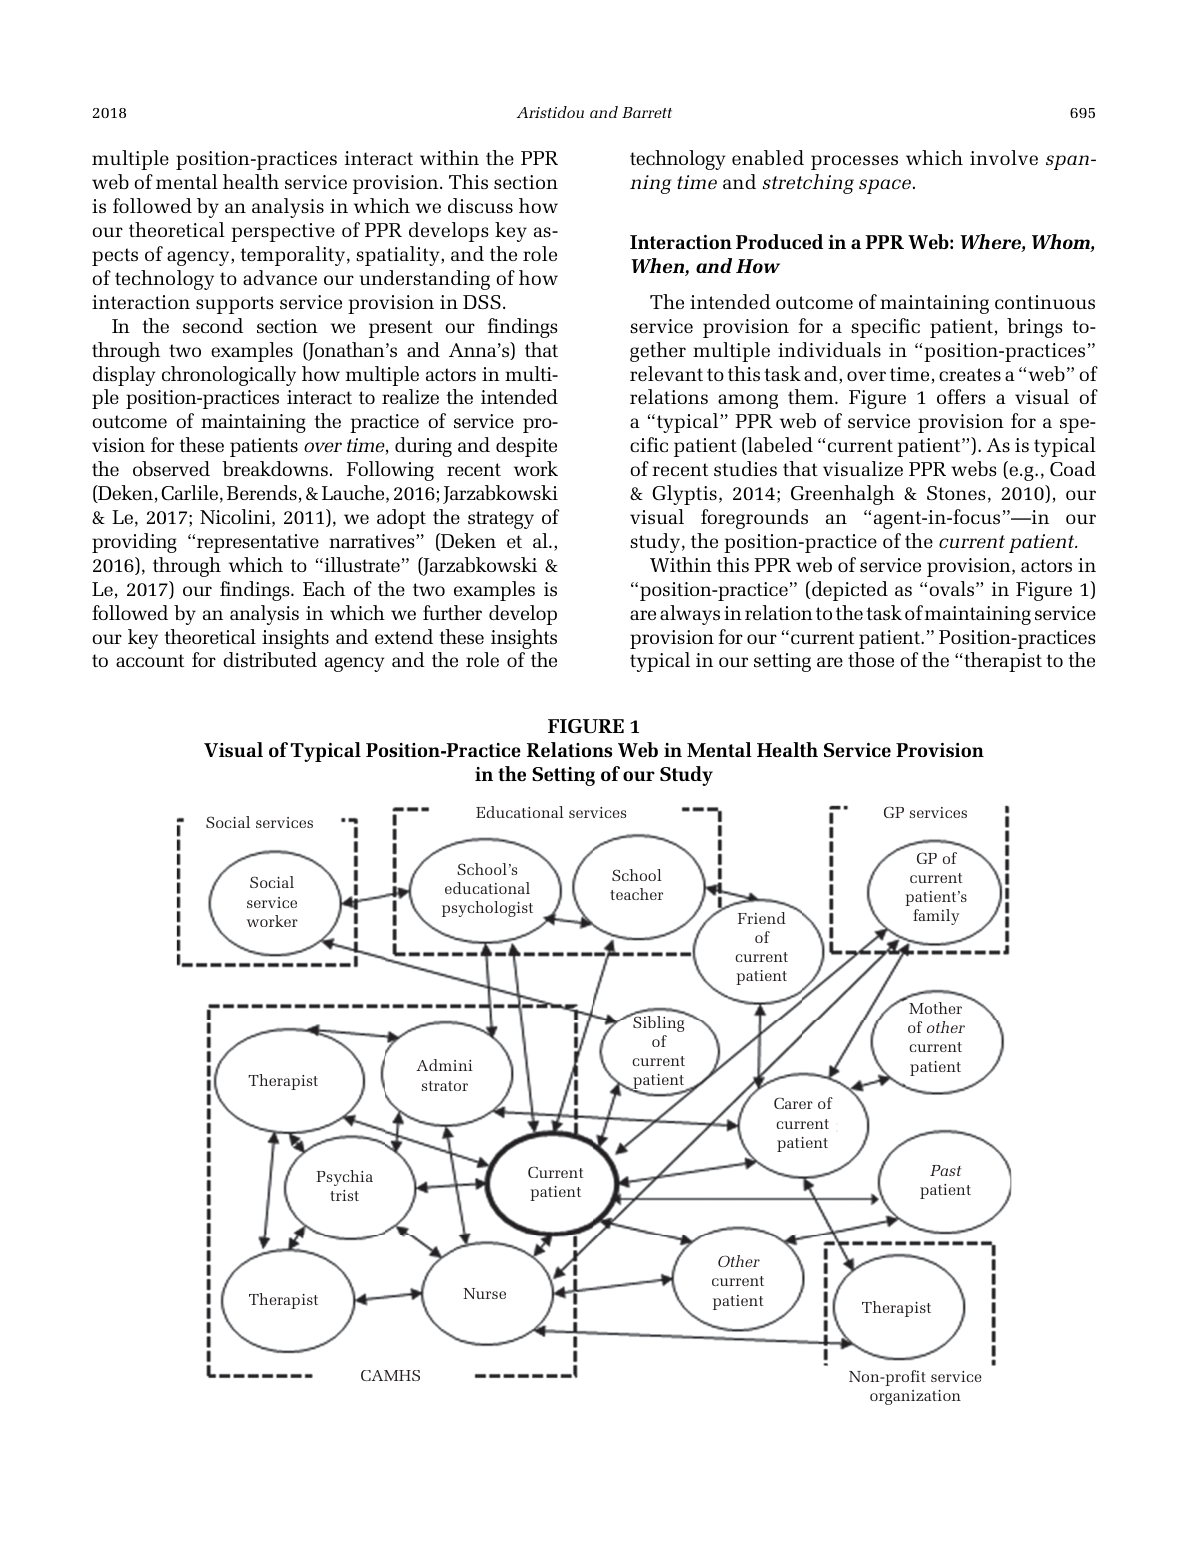 2018
Aristidou and Barrett
695
multiple position-practices interact within the PPR
web of mental health service provision. This section
is followed by an analysis in which we discuss how
our theoretical perspective of PPR develops key as-
pects of agency, temporality, spatiality, and the role
of technology to advance our understanding of how
interaction supports service provision in DSS.
In the second section we present our findings
through two examples (Jonathan’s and Anna’s) that
display chronologically how multiple actors in multi-
ple position-practices interact to realize the intended
outcome of maintaining the practice of service pro-
vision for these patients over time, during and despite
the observed breakdowns. Following recent work
(Deken, Carlile, Berends, & Lauche, 2016; Jarzabkowski
& Le, 2017; Nicolini, 2011), we adopt the strategy of
providing “representative narratives” (Deken et al.,
2016), through which to “illustrate” (Jarzabkowski &
Le, 2017) our findings. Each of the two examples is
followed by an analysis in which we further develop
our key theoretical insights and extend these insights
to account for distributed agency and the role of the
technology enabled processes which involve span-
ning time and stretching space.
Interaction Produced in a PPR Web: Where, Whom,
When, and How
The intended outcome of maintaining continuous
service provision for a specific patient, brings to-
gether multiple individuals in “position-practices”
relevant to this task and, over time, creates a “web” of
relations among them. Figure 1 offers a visual of
a “typical” PPR web of service provision for a spe-
cific patient (labeled “current patient”). As is typical
of recent studies that visualize PPR webs (e.g., Coad
& Glyptis, 2014; Greenhalgh & Stones, 2010), our
visual foregrounds an “agent-in-focus”—in our
study, the position-practice of the current patient.
Within this PPR web of service provision, actors in
“position-practice” (depicted as “ovals” in Figure 1)
are always in relation to the task of maintaining service
provision for our “current patient.” Position-practices
typical in our setting are those of the “therapist to the
FIGURE 1
Visual of Typical Position-Practice Relations Web in Mental Health Service Provision
in the Setting of our Study
Social services
Educational services
GP services
Social
service
worker
School’s
educational
psychologist
School
teacher
Friend
of
current
patient
GP of
current
patient’s
family
Sibling
of
current
patient
Mother
of other
current
patient
Therapist
Admini
strator
Carer of
current
patient
Psychia
trist
Current
patient
Past
patient
Therapist
Nurse
Other
current
patient
Therapist
CAMHS
Non-profit service
organization